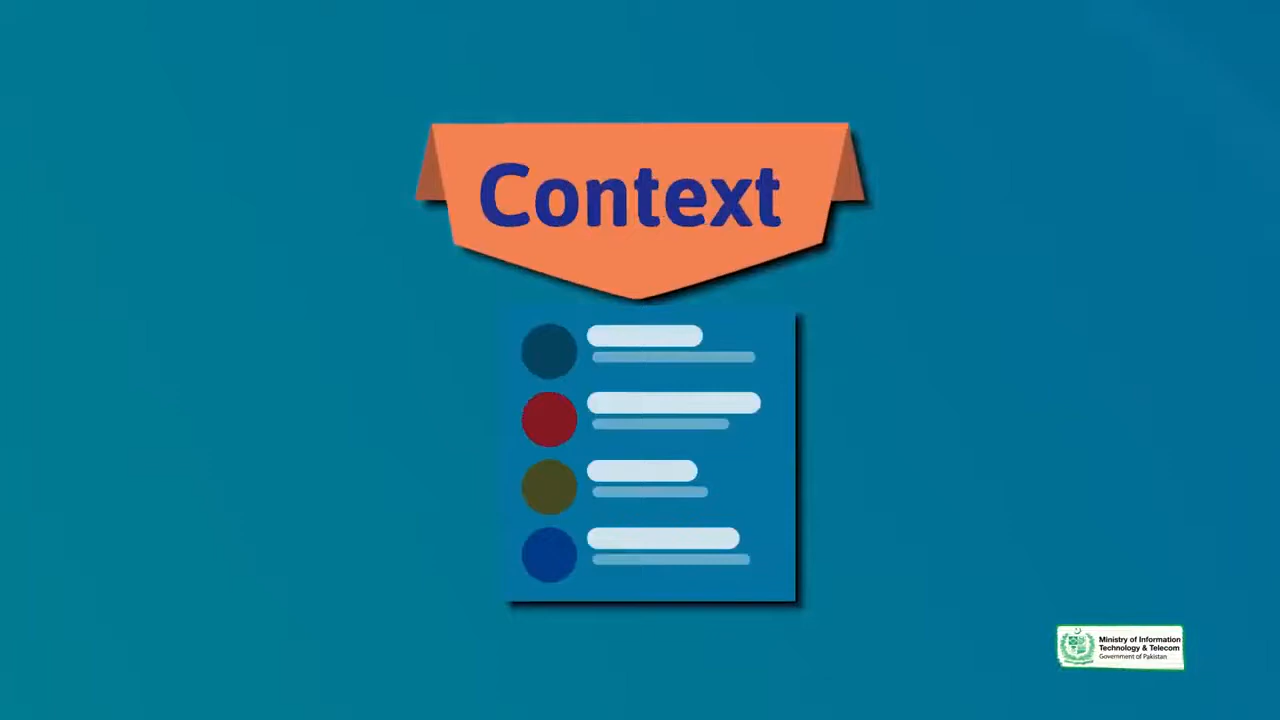 Context
Ministry of Information
Technology & Telecom
Government of Pakistan